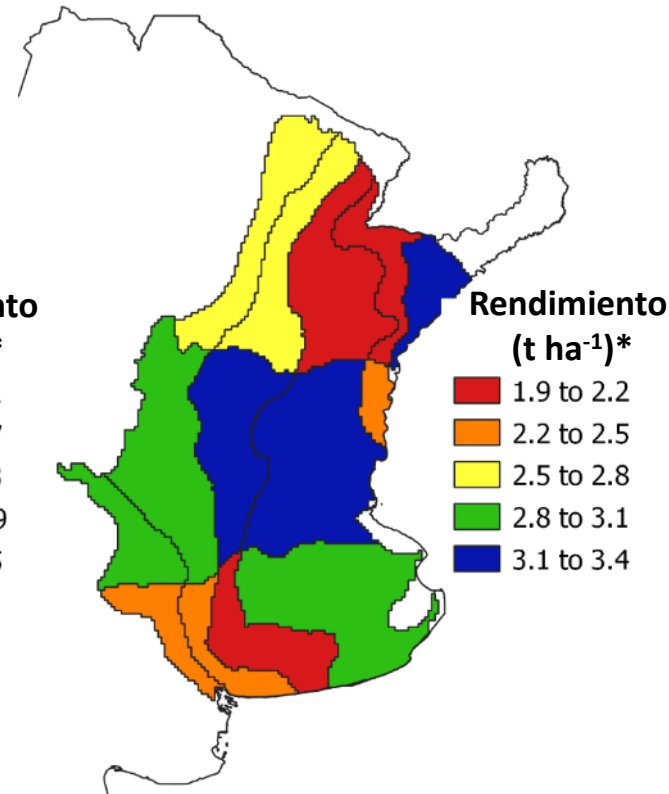 Rendimiento
(t ha⁻¹)*
1.9 to 2.2
2.2 to 2.5
2.5 to 2.8
2.8 to 3.1
3.1 to 3.4